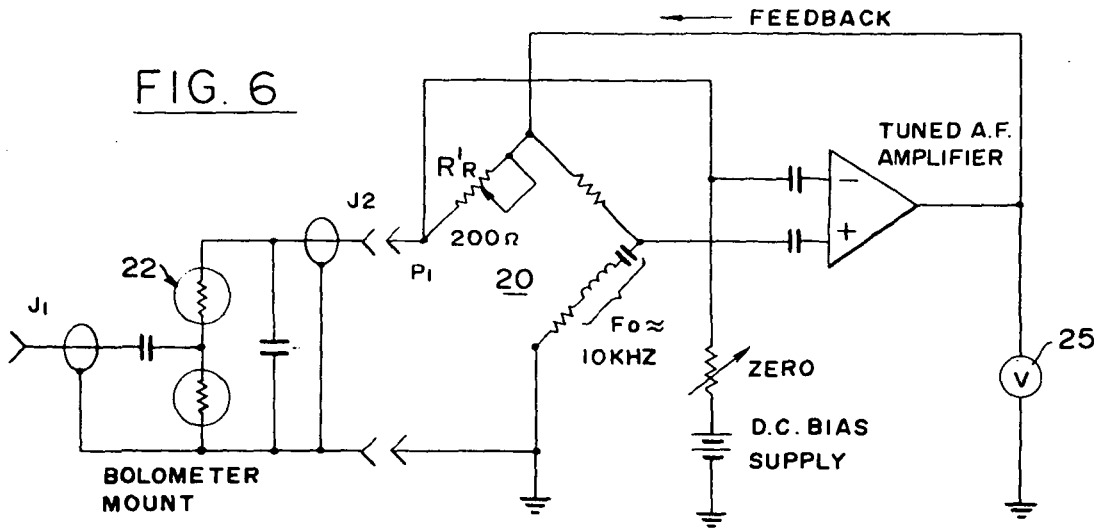 FEEDBACK
FIG. 6
TUNED A.F.
AMPLIFIER
R'R
J2
200Ω
P1
20
22
J1
−
+
Fo≈
10KHZ
ZERO
25
V
D.C. BIAS
SUPPLY
BOLOMETER
MOUNT